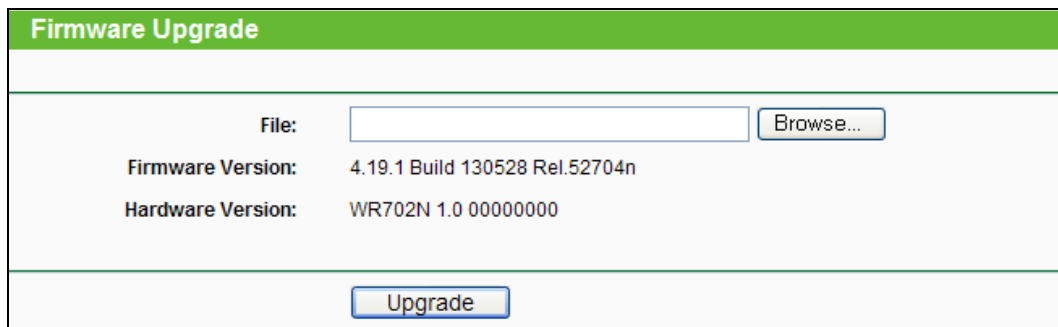 Firmware Upgrade
File: Browse...
Firmware Version: 4.19.1 Build 130528 Rel.52704n
Hardware Version: WR702N 1.0 00000000
Upgrade